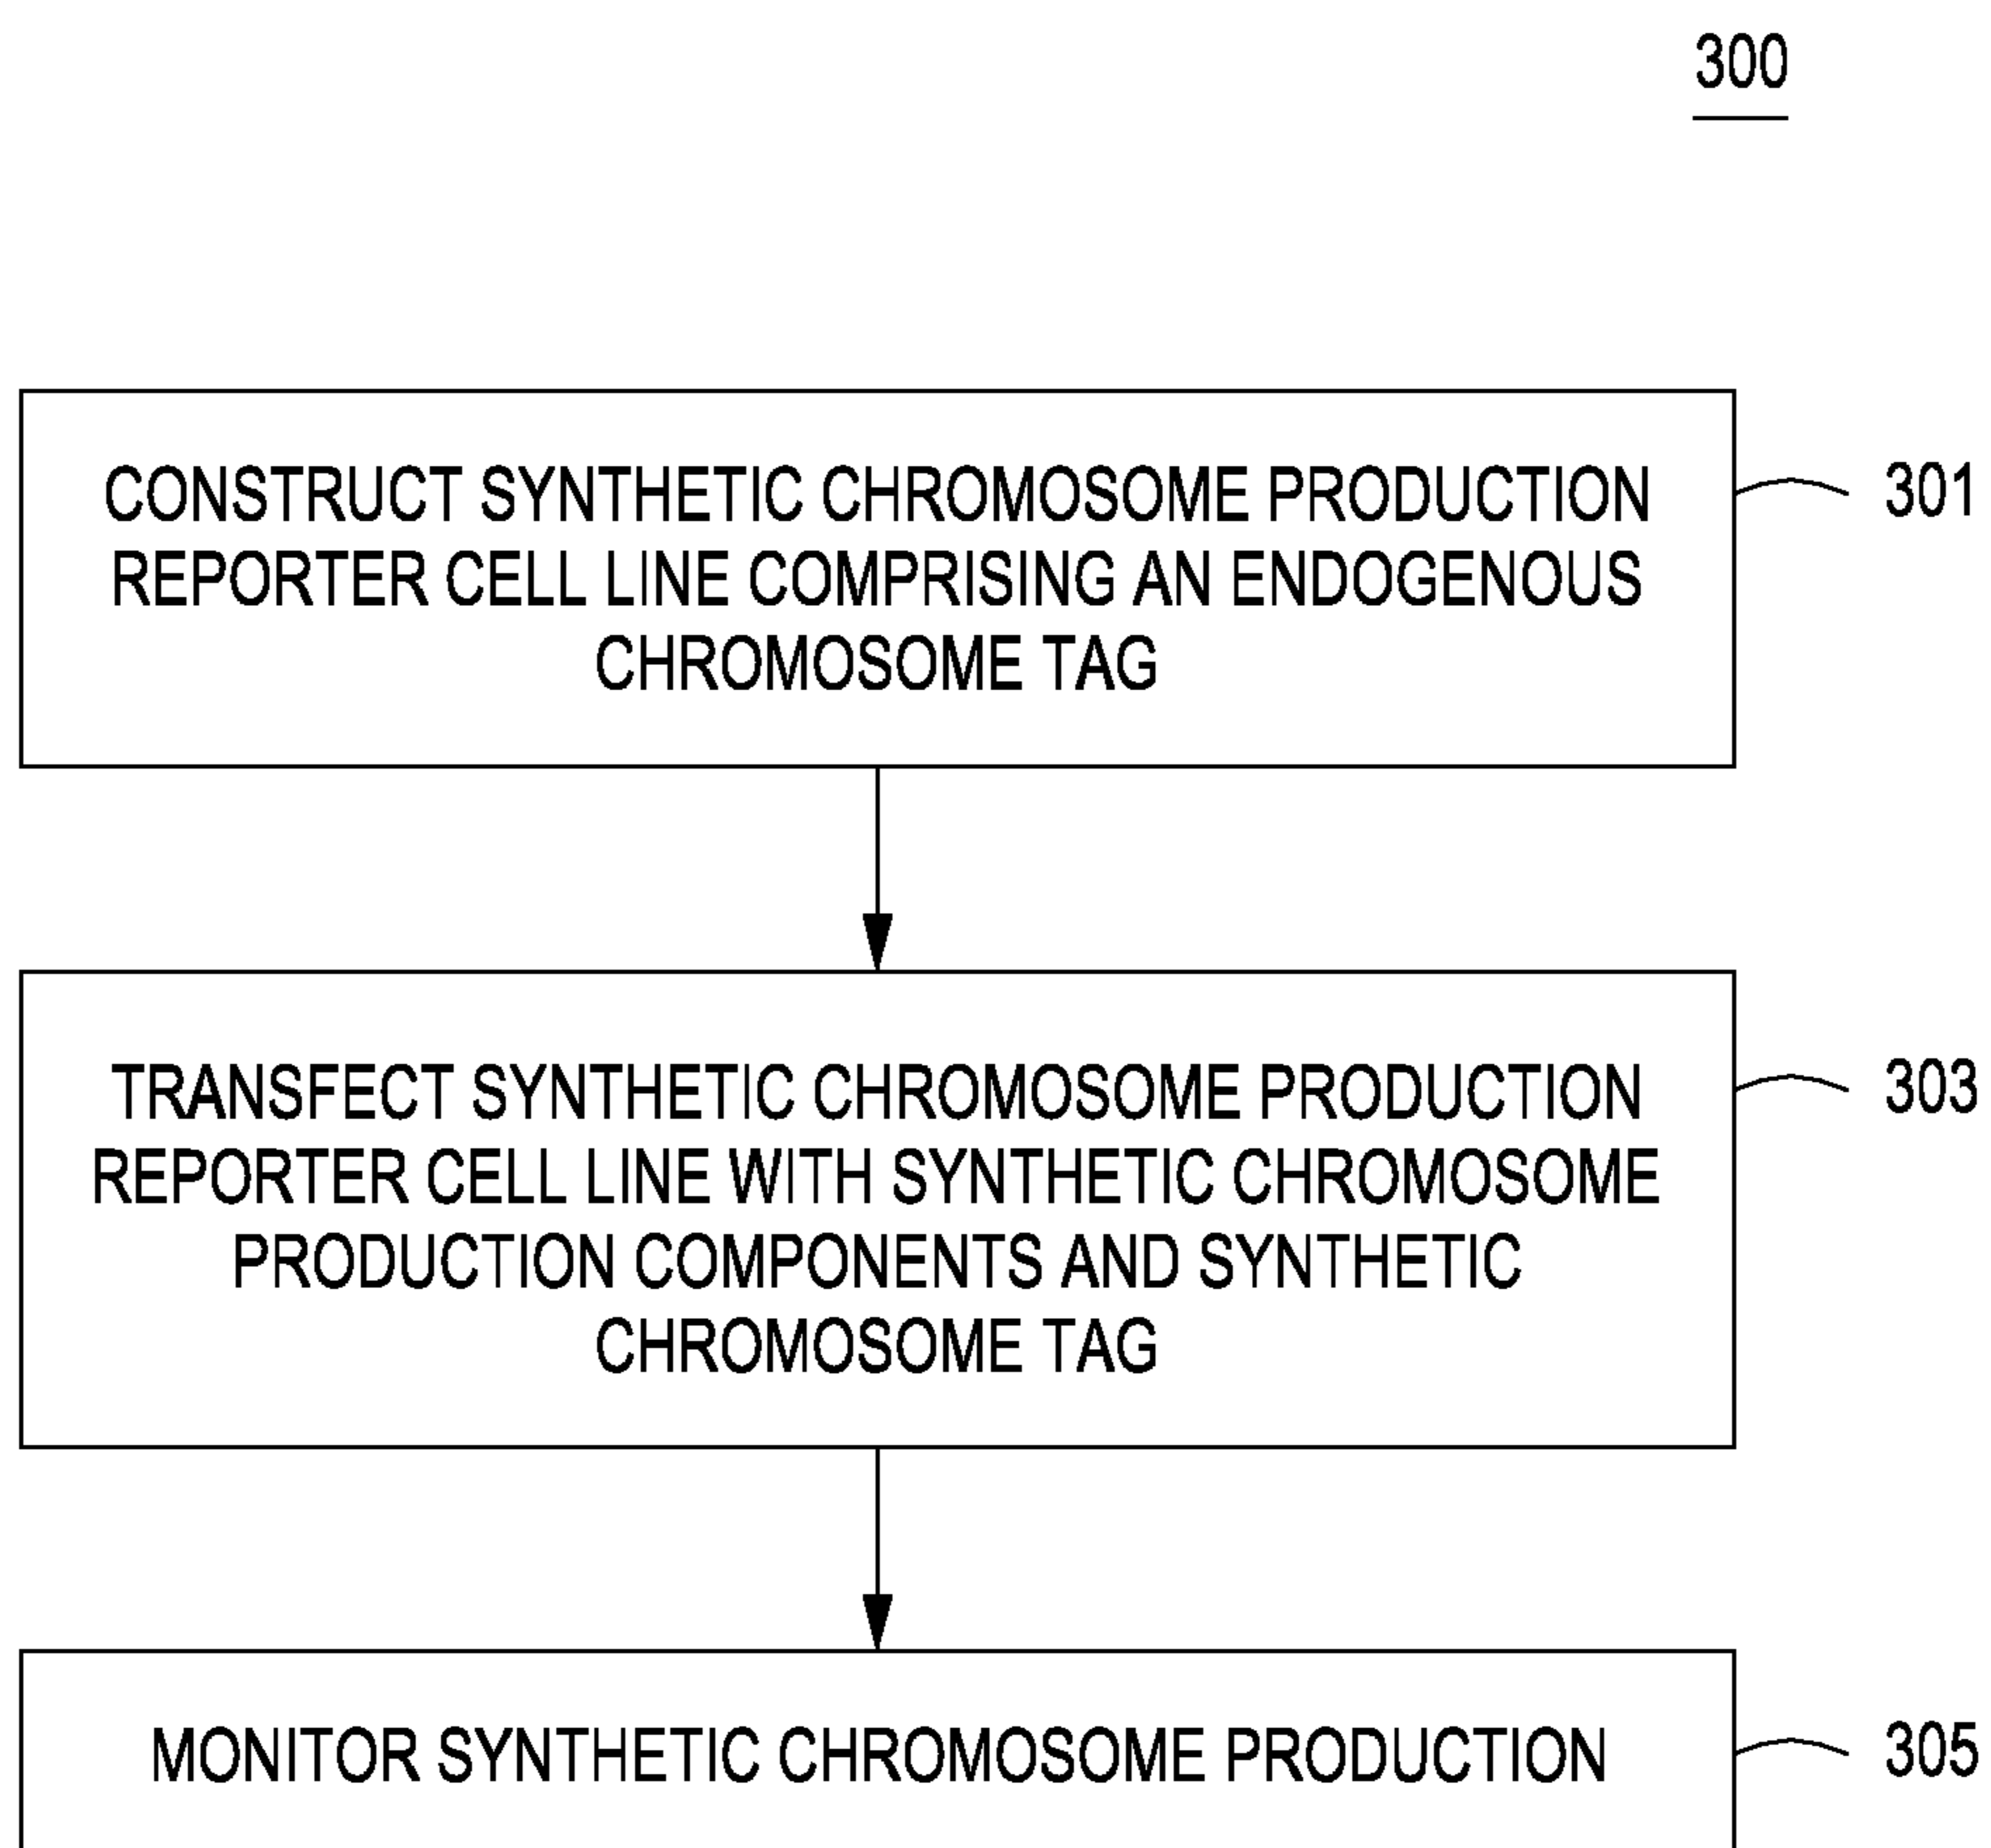 300
CONSTRUCT SYNTHETIC CHROMOSOME PRODUCTION
REPORTER CELL LINE COMPRISING AN ENDOGENOUS
CHROMOSOME TAG
301
TRANSFECT SYNTHETIC CHROMOSOME PRODUCTION
REPORTER CELL LINE WITH SYNTHETIC CHROMOSOME
PRODUCTION COMPONENTS AND SYNTHETIC
CHROMOSOME TAG
303
MONITOR SYNTHETIC CHROMOSOME PRODUCTION
305